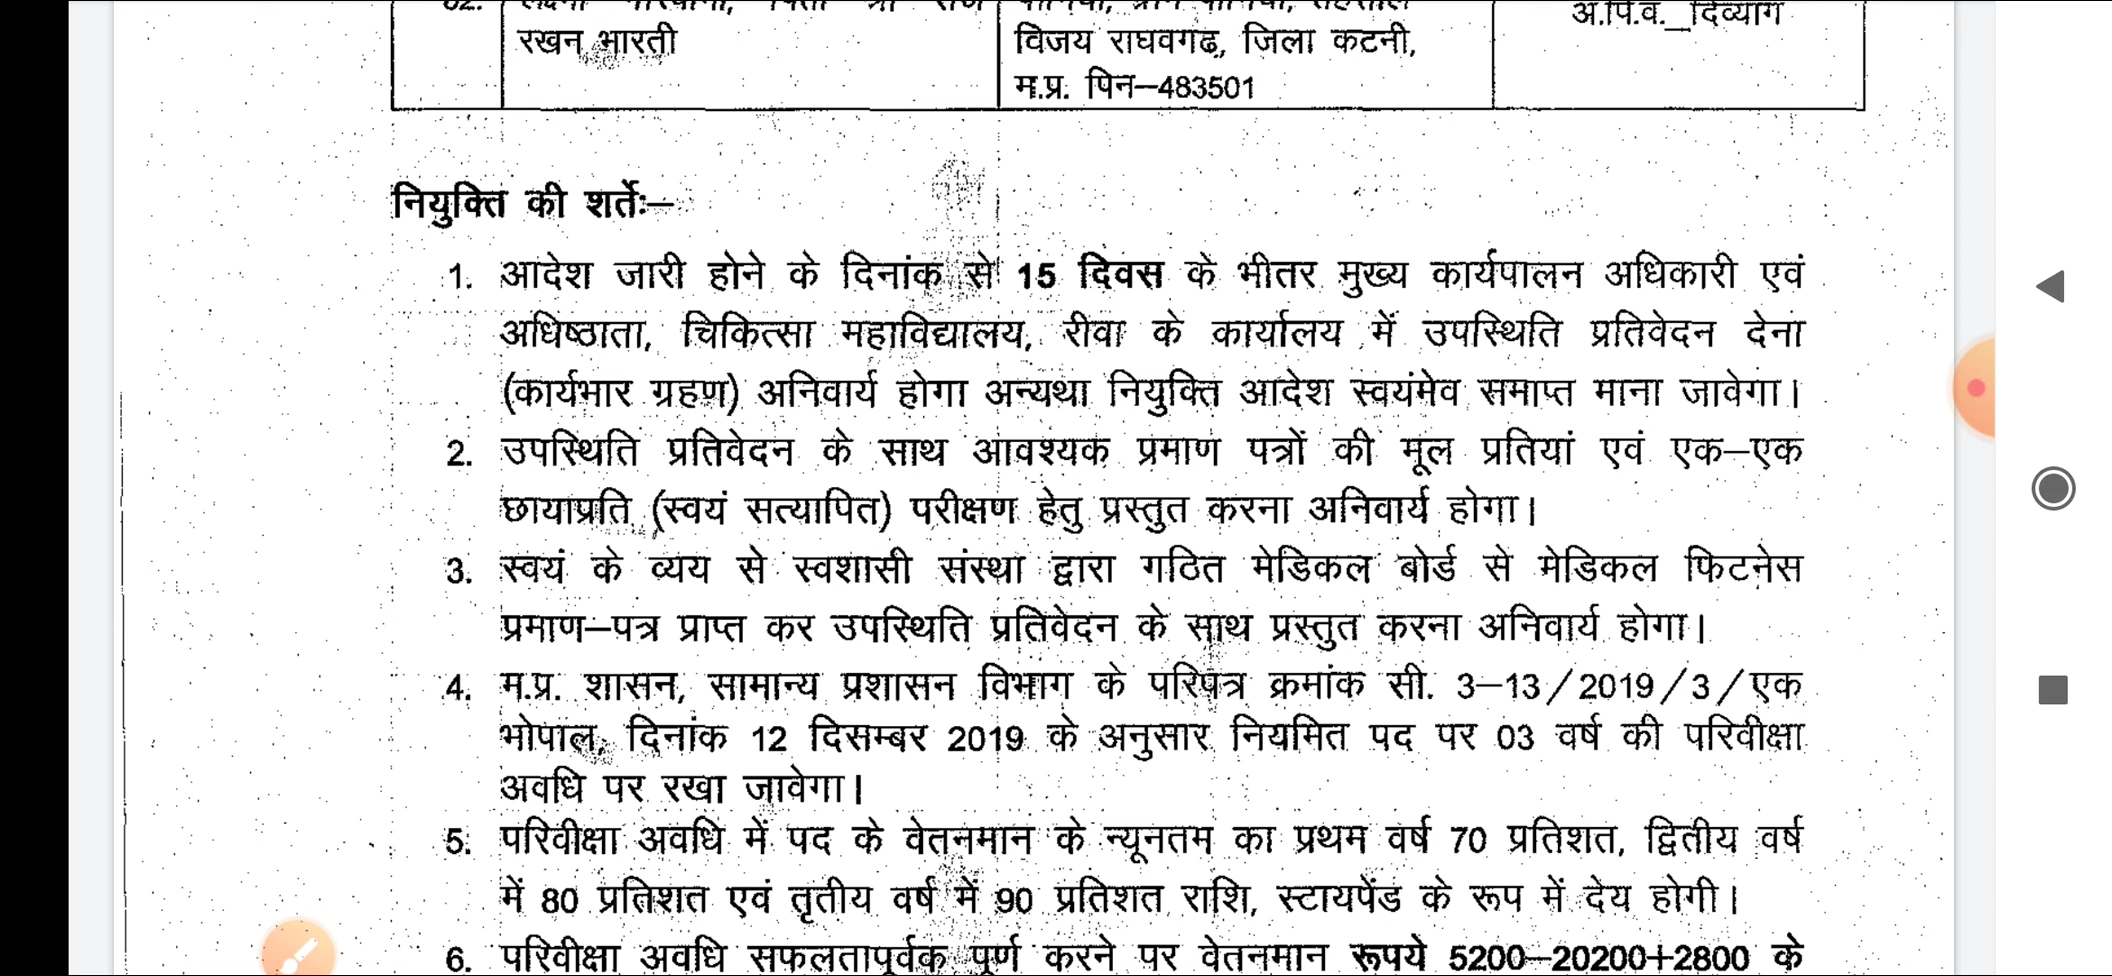 रखन भारती
विजय राघवगढ, जिला कटनी,
म.प्र. पिन–483501
अ.पि.व._दिव्यांग
नियुक्ति की शर्तेः–
1. आदेश जारी होने के दिनांक से 15 दिवस के भीतर मुख्य कार्यपालन अधिकारी एवं
अधिष्ठाता, चिकित्सा महाविद्यालय, रीवा के कार्यालय में उपस्थिति प्रतिवेदन देना
(कार्यभार ग्रहण) अनिवार्य होगा अन्यथा नियुक्ति आदेश स्वयंमेव समाप्त माना जावेगा।
2. उपस्थिति प्रतिवेदन के साथ आवश्यक प्रमाण पत्रों की मूल प्रतियां एवं एक–एक
छायाप्रति (स्वयं सत्यापित) परीक्षण हेतु प्रस्तुत करना अनिवार्य होगा।
3. स्वयं के व्यय से स्वशासी संस्था द्वारा गठित मेडिकल बोर्ड से मेडिकल फिटनेस
प्रमाण–पत्र प्राप्त कर उपस्थिति प्रतिवेदन के साथ प्रस्तुत करना अनिवार्य होगा।
4. म.प्र. शासन, सामान्य प्रशासन विभाग के परिपत्र क्रमांक सी. 3–13/2019/3/एक
भोपाल, दिनांक 12 दिसम्बर 2019 के अनुसार नियमित पद पर 03 वर्ष की परिवीक्षा
अवधि पर रखा जावेगा।
5. परिवीक्षा अवधि में पद के वेतनमान के न्यूनतम का प्रथम वर्ष 70 प्रतिशत, द्वितीय वर्ष
में 80 प्रतिशत एवं तृतीय वर्ष में 90 प्रतिशत राशि, स्टायपेंड के रूप में देय होगी।
6. परिवीक्षा अवधि सफलतापूर्वक पूर्ण करने पर वेतनमान रूपये 5200–20200+2800 के